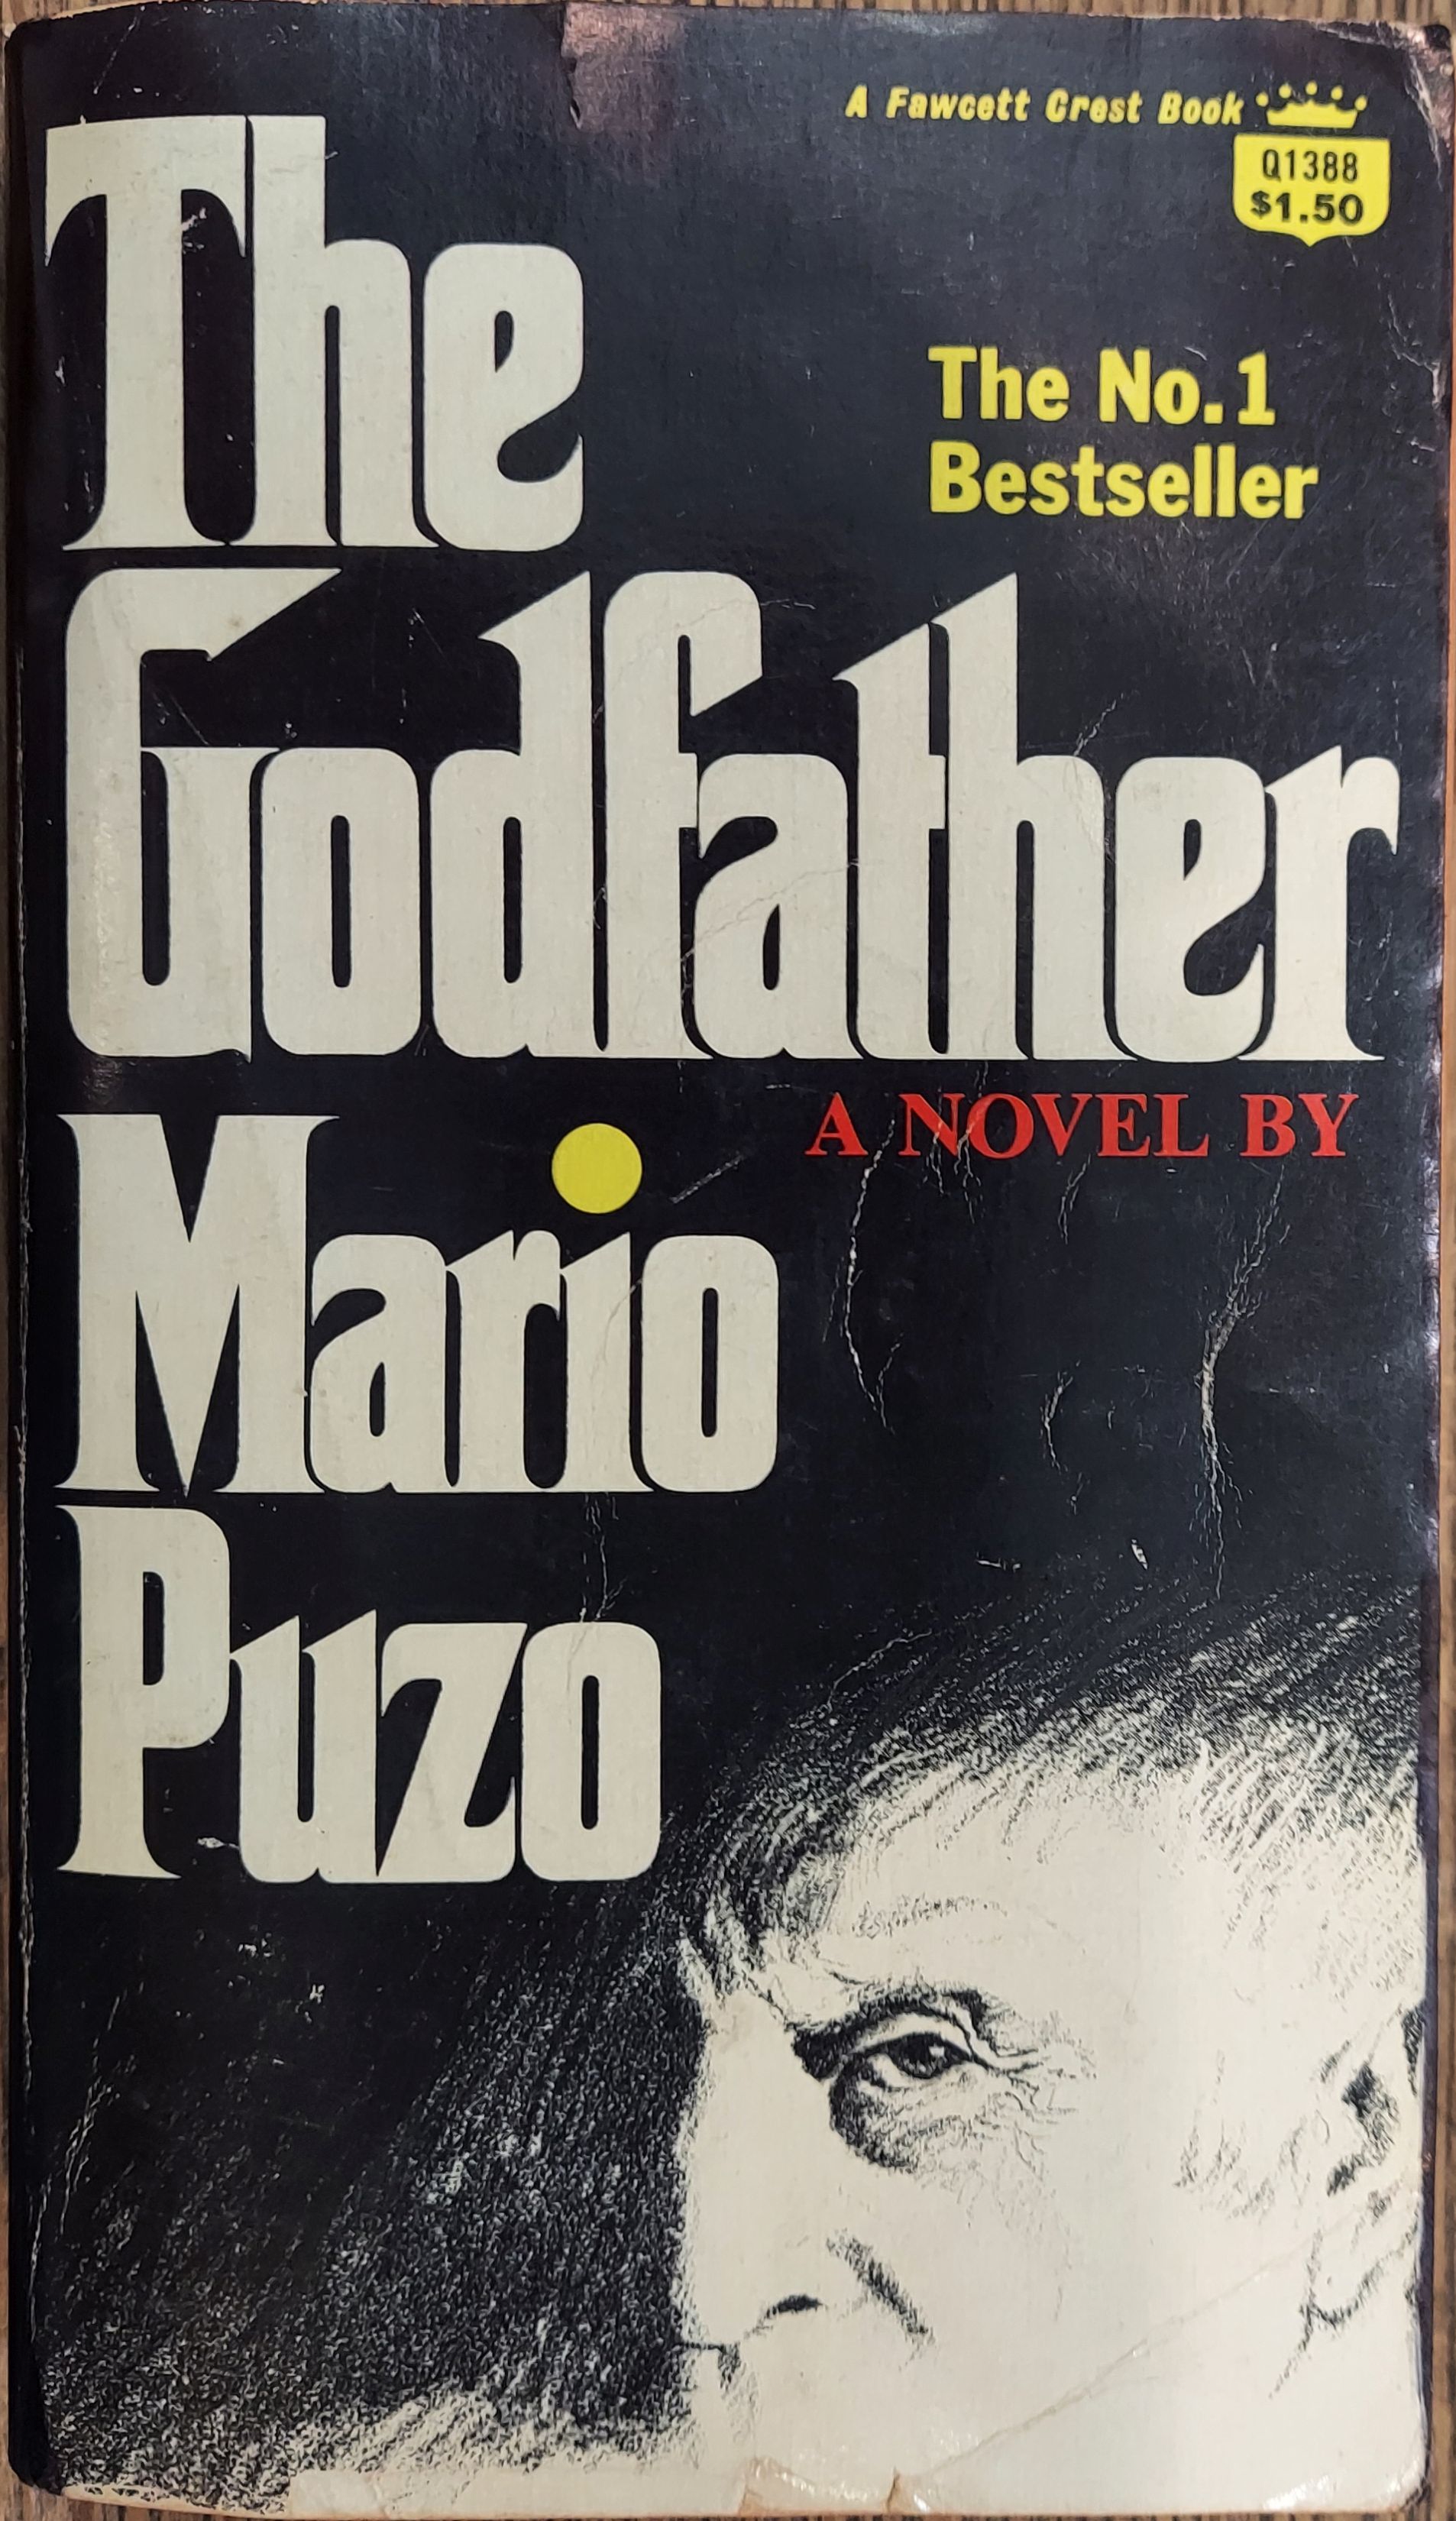 A Fawcett Crest Book
Q1388
$1.50
The
The No.1
Bestseller
Godfather
A NOVEL BY
Mario
Puzo